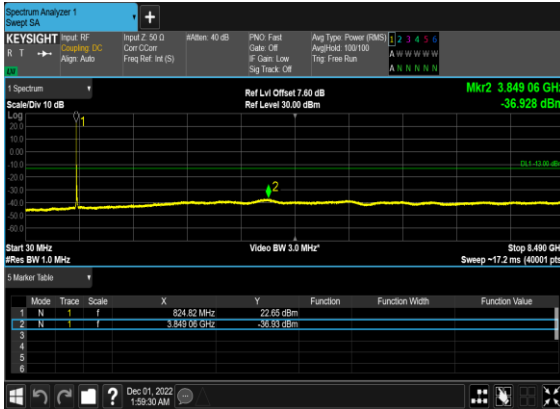 Spectrum Analyzer 1
Swept SA
+
KEYSIGHT Input: RF Input Z: 50 Ω #Atten: 40 dB PNO: Fast Avg Type: Power (RMS) 1 2 3 4 5 6
R T Coupling: DC Corr CCorr Gate: Off Avg|Hold: 100/100 A W W W W W
Align: Auto Freq Ref: Int (S) IF Gain: Low Trig: Free Run
Sig Track: Off A N N N N N
1 Spectrum
Scale/Div 10 dB
Ref Lvl Offset 7.60 dB
Ref Level 30.00 dBm
Mkr2 3.849 06 GHz
-36.928 dBm
Log
20.0
10.0
0.00
-10.0
-20.0
-30.0
-40.0
-50.0
-60.0
1
2
DL1 -13.00 dBm
Start 30 MHz Video BW 3.0 MHz* Stop 8.490 GHz
#Res BW 1.0 MHz Sweep ~17.2 ms (40001 pts)
5 Marker Table
Mode Trace Scale X Y Function Function Width Function Value
1 N 1 f 824.82 MHz 22.65 dBm
2 N 1 f 3.849 06 GHz -36.93 dBm
3
4
5
6
? Dec 01, 2022
1:59:30 AM